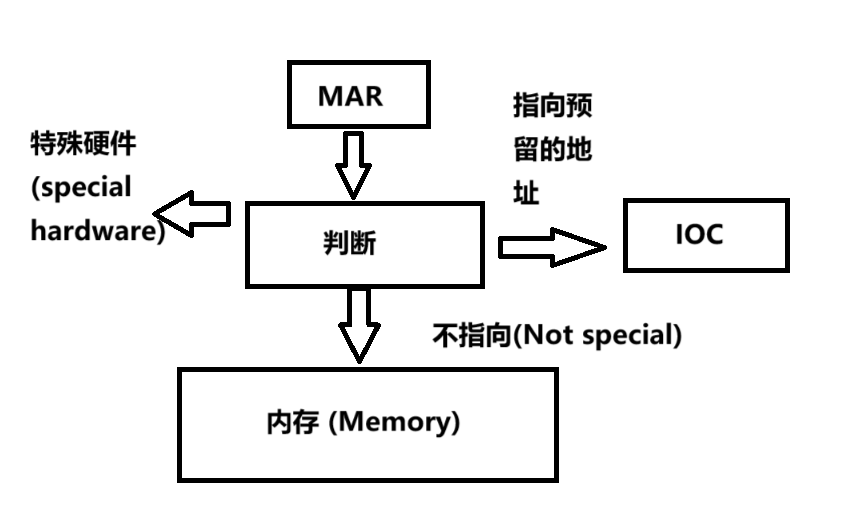 MAR
指向预
留的地
址
特殊硬件
(special
hardware)
判断
IOC
不指向(Not special)
内存 (Memory)